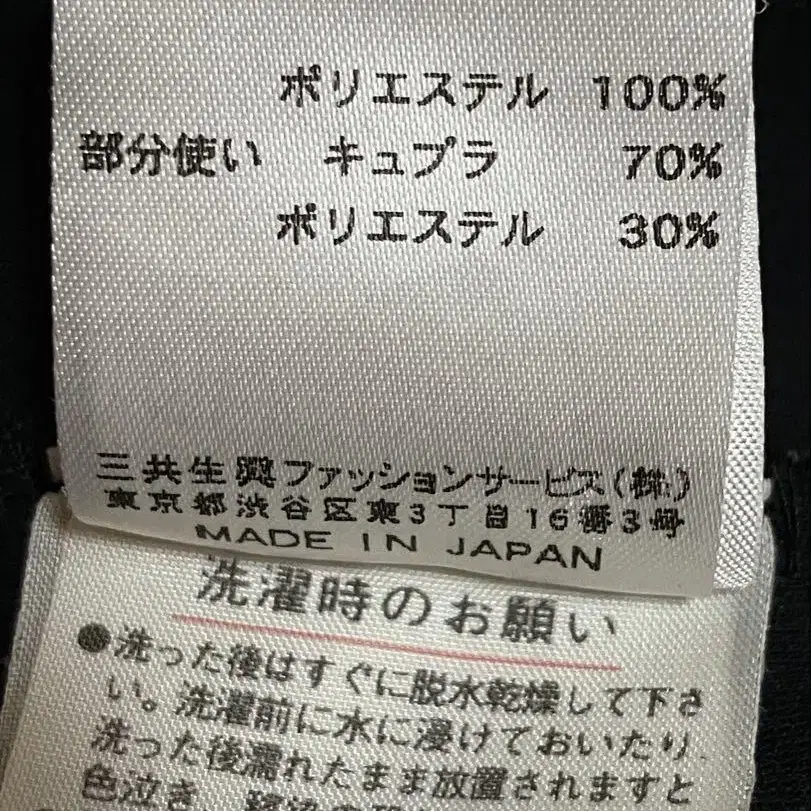 ポリエステル 100%
部分使い キュプラ 70%
ポリエステル 30%
三共生興ファッションサービス(株)
東京都渋谷区東3丁目16番3号
MADE IN JAPAN
洗濯時のお願い
●洗った後はすぐに脱水乾燥して下さ
い。洗濯前に水に浸けておいたり、
洗った後濡れたまま放置されますと
色泣き